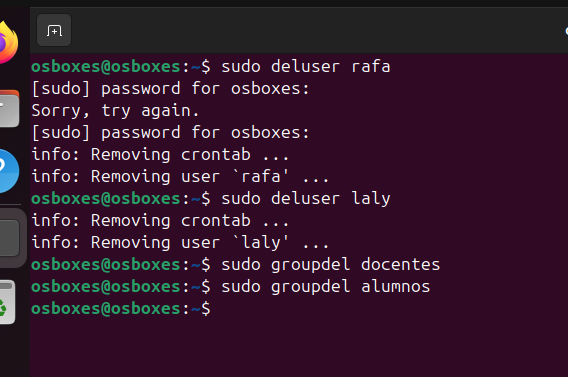 osboxes@osboxes:~$ sudo deluser rafa
[sudo] password for osboxes:
Sorry, try again.
[sudo] password for osboxes:
info: Removing crontab ...
info: Removing user `rafa' ...
osboxes@osboxes:~$ sudo deluser laly
info: Removing crontab ...
info: Removing user `laly' ...
osboxes@osboxes:~$ sudo groupdel docentes
osboxes@osboxes:~$ sudo groupdel alumnos
osboxes@osboxes:~$